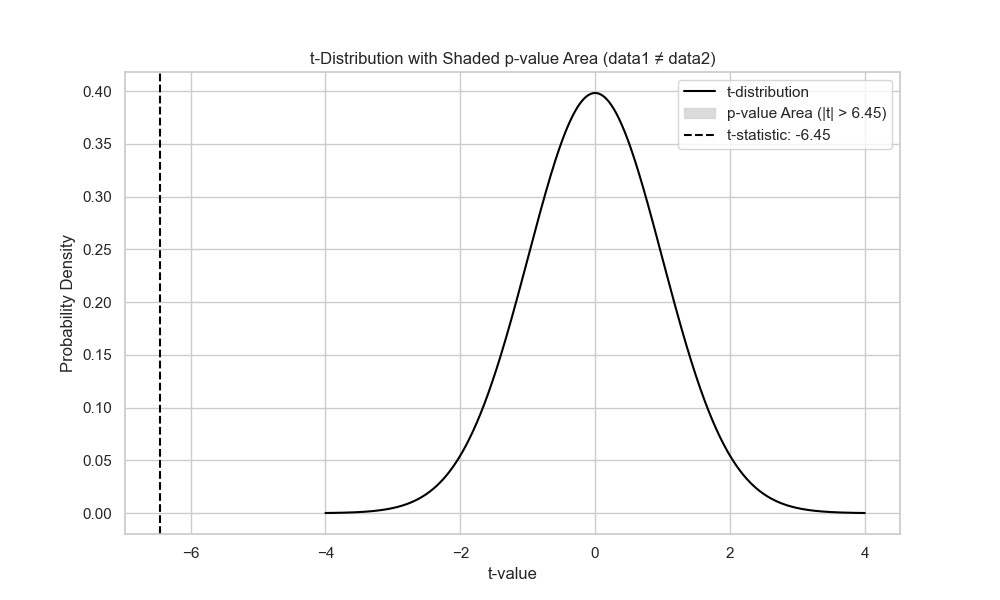 t-Distribution with Shaded p-value Area (data1 ≠ data2)
t-distribution
p-value Area (|t| > 6.45)
t-statistic: -6.45
Probability Density
0.40
0.35
0.30
0.25
0.20
0.15
0.10
0.05
0.00
−6
−4
−2
0
2
4
t-value